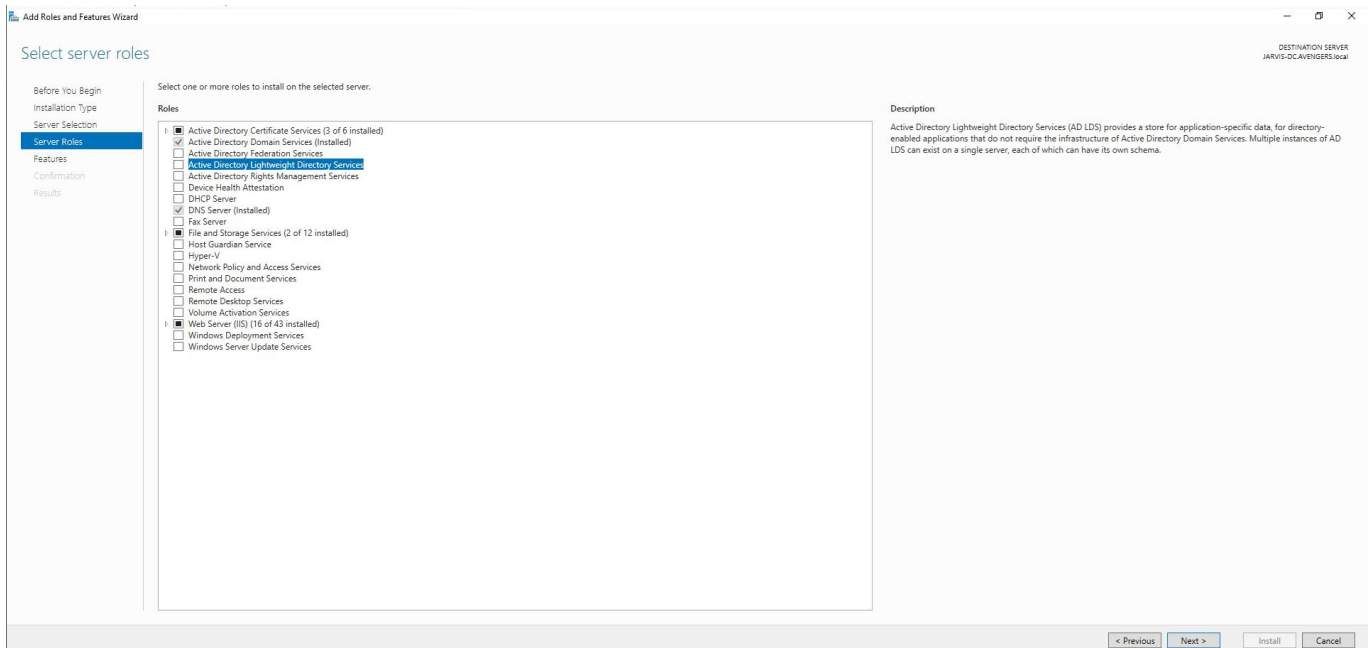 Add Roles and Features Wizard
Select server roles
DESTINATION SERVER
JARVIS-DC.AVENGERS.local
Before You Begin
Installation Type
Server Selection
Server Roles
Features
Confirmation
Results
Select one or more roles to install on the selected server.
Roles
Active Directory Certificate Services (3 of 6 installed)
Active Directory Domain Services (Installed)
Active Directory Federation Services
Active Directory Lightweight Directory Services
Active Directory Rights Management Services
Device Health Attestation
DHCP Server
DNS Server (Installed)
Fax Server
File and Storage Services (2 of 12 installed)
Host Guardian Service
Hyper-V
Network Policy and Access Services
Print and Document Services
Remote Access
Remote Desktop Services
Volume Activation Services
Web Server (IIS) (16 of 43 installed)
Windows Deployment Services
Windows Server Update Services
Description
Active Directory Lightweight Directory Services (AD LDS) provides a store for application-specific data, for directory-
enabled applications that do not require the infrastructure of Active Directory Domain Services. Multiple instances of AD
LDS can exist on a single server, each of which can have its own schema.
< Previous
Next >
Install
Cancel